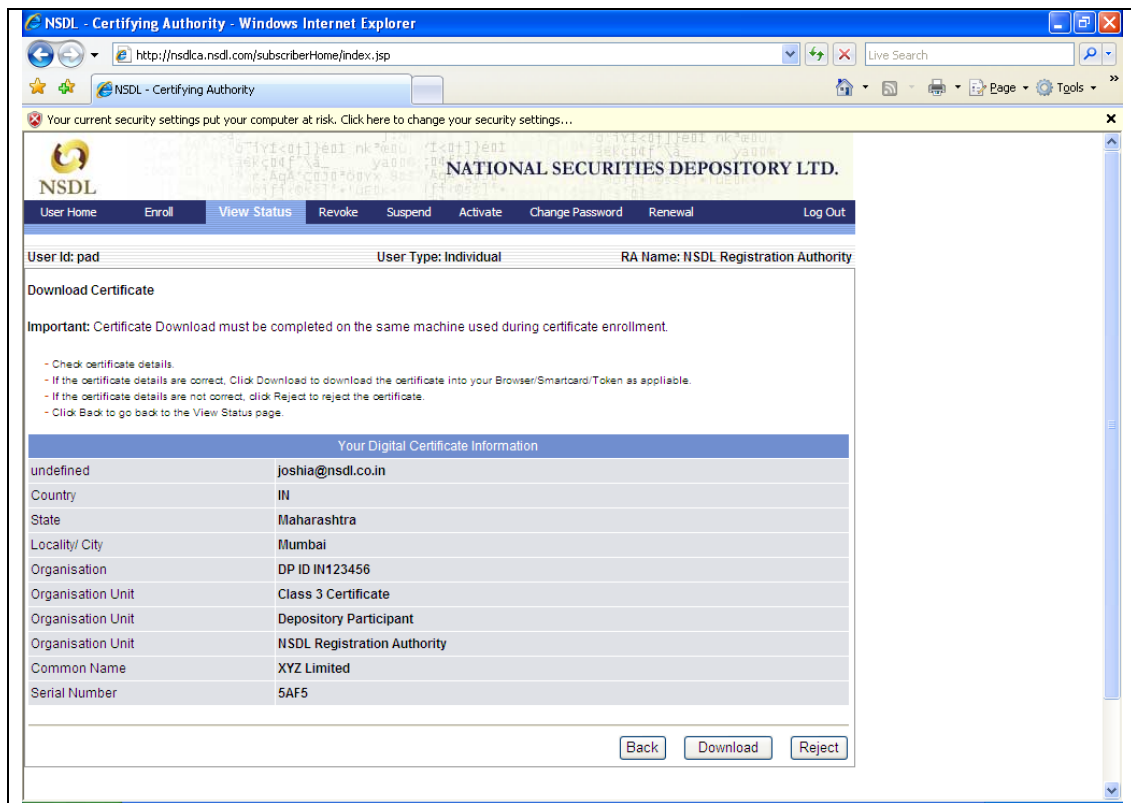 NSDL - Certifying Authority - Windows Internet Explorer
http://nsdlca.nsdl.com/subscriberHome/index.jsp
Live Search
NSDL - Certifying Authority
Page Tools »
Your current security settings put your computer at risk. Click here to change your security settings...
NSDL
NATIONAL SECURITIES DEPOSITORY LTD.
User Home Enroll View Status Revoke Suspend Activate Change Password Renewal Log Out
User Id: pad User Type: Individual RA Name: NSDL Registration Authority
Download Certificate
Important: Certificate Download must be completed on the same machine used during certificate enrollment.
- Check certificate details.
- If the certificate details are correct, Click Download to download the certificate into your Browser/Smartcard/Token as appliable.
- If the certificate details are not correct, click Reject to reject the certificate.
- Click Back to go back to the View Status page.
Your Digital Certificate Information
undefined joshia@nsdl.co.in
Country IN
State Maharashtra
Locality/ City Mumbai
Organisation DP ID IN123456
Organisation Unit Class 3 Certificate
Organisation Unit Depository Participant
Organisation Unit NSDL Registration Authority
Common Name XYZ Limited
Serial Number 5AF5
Back Download Reject